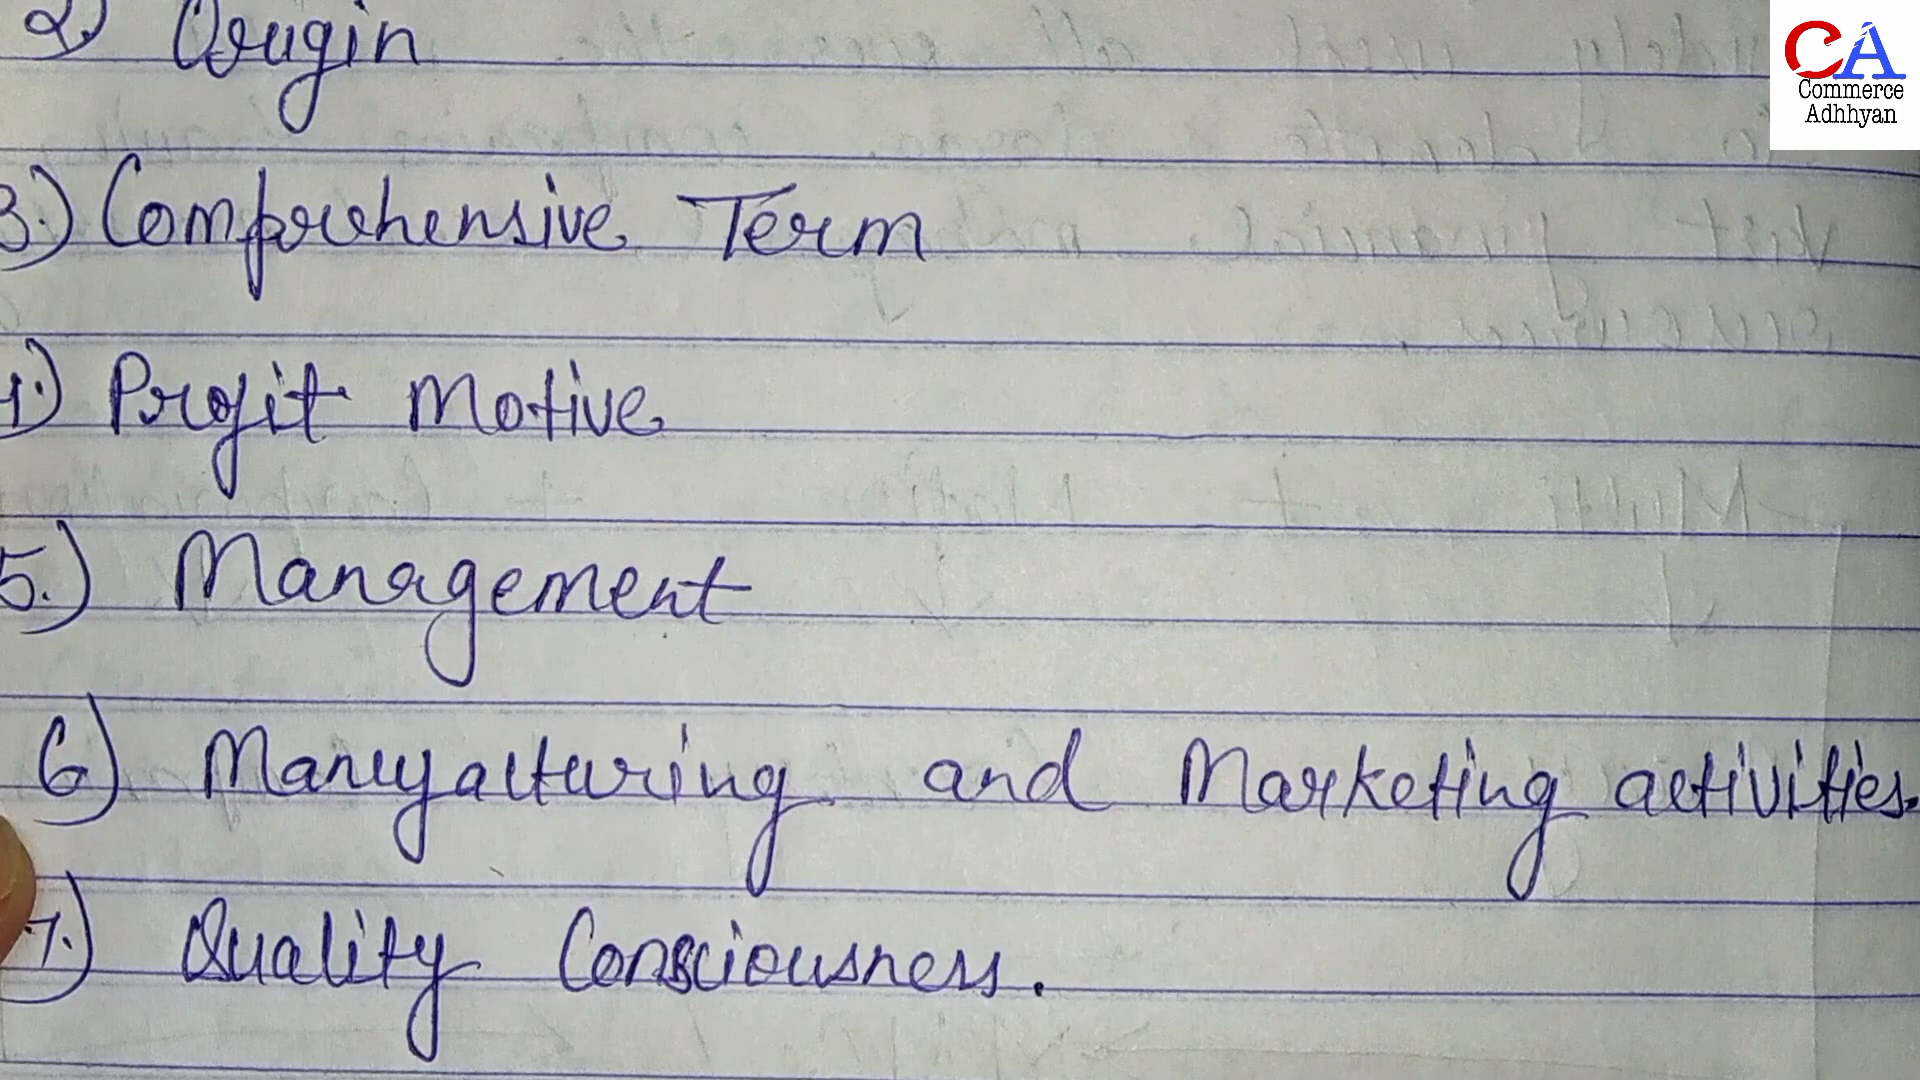 2.) Origin
3.) Comprehensive Term
4.) Profit Motive
5.) Management
6) Manufacturing and Marketing activities.
7.) Quality Consciousness.
CA
Commerce
Adhhyan